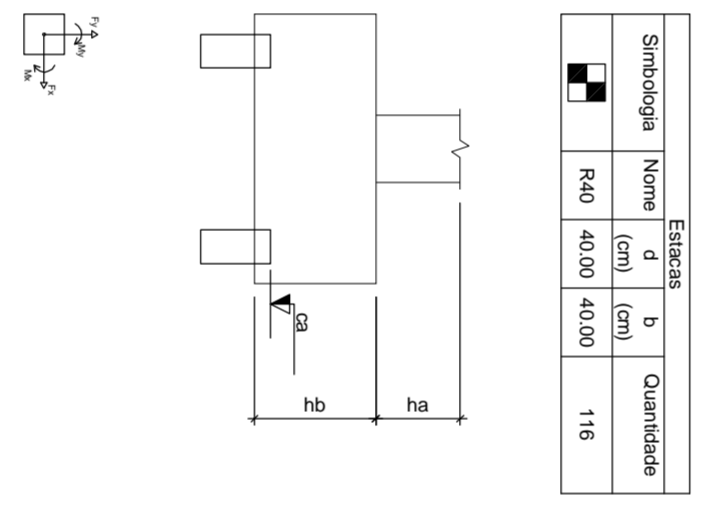 Estacas
Simbologia Nome d (cm) b (cm) Quantidade
R40 40.00 40.00 116
ca
hb
ha
Fy
My
Mx
Fx